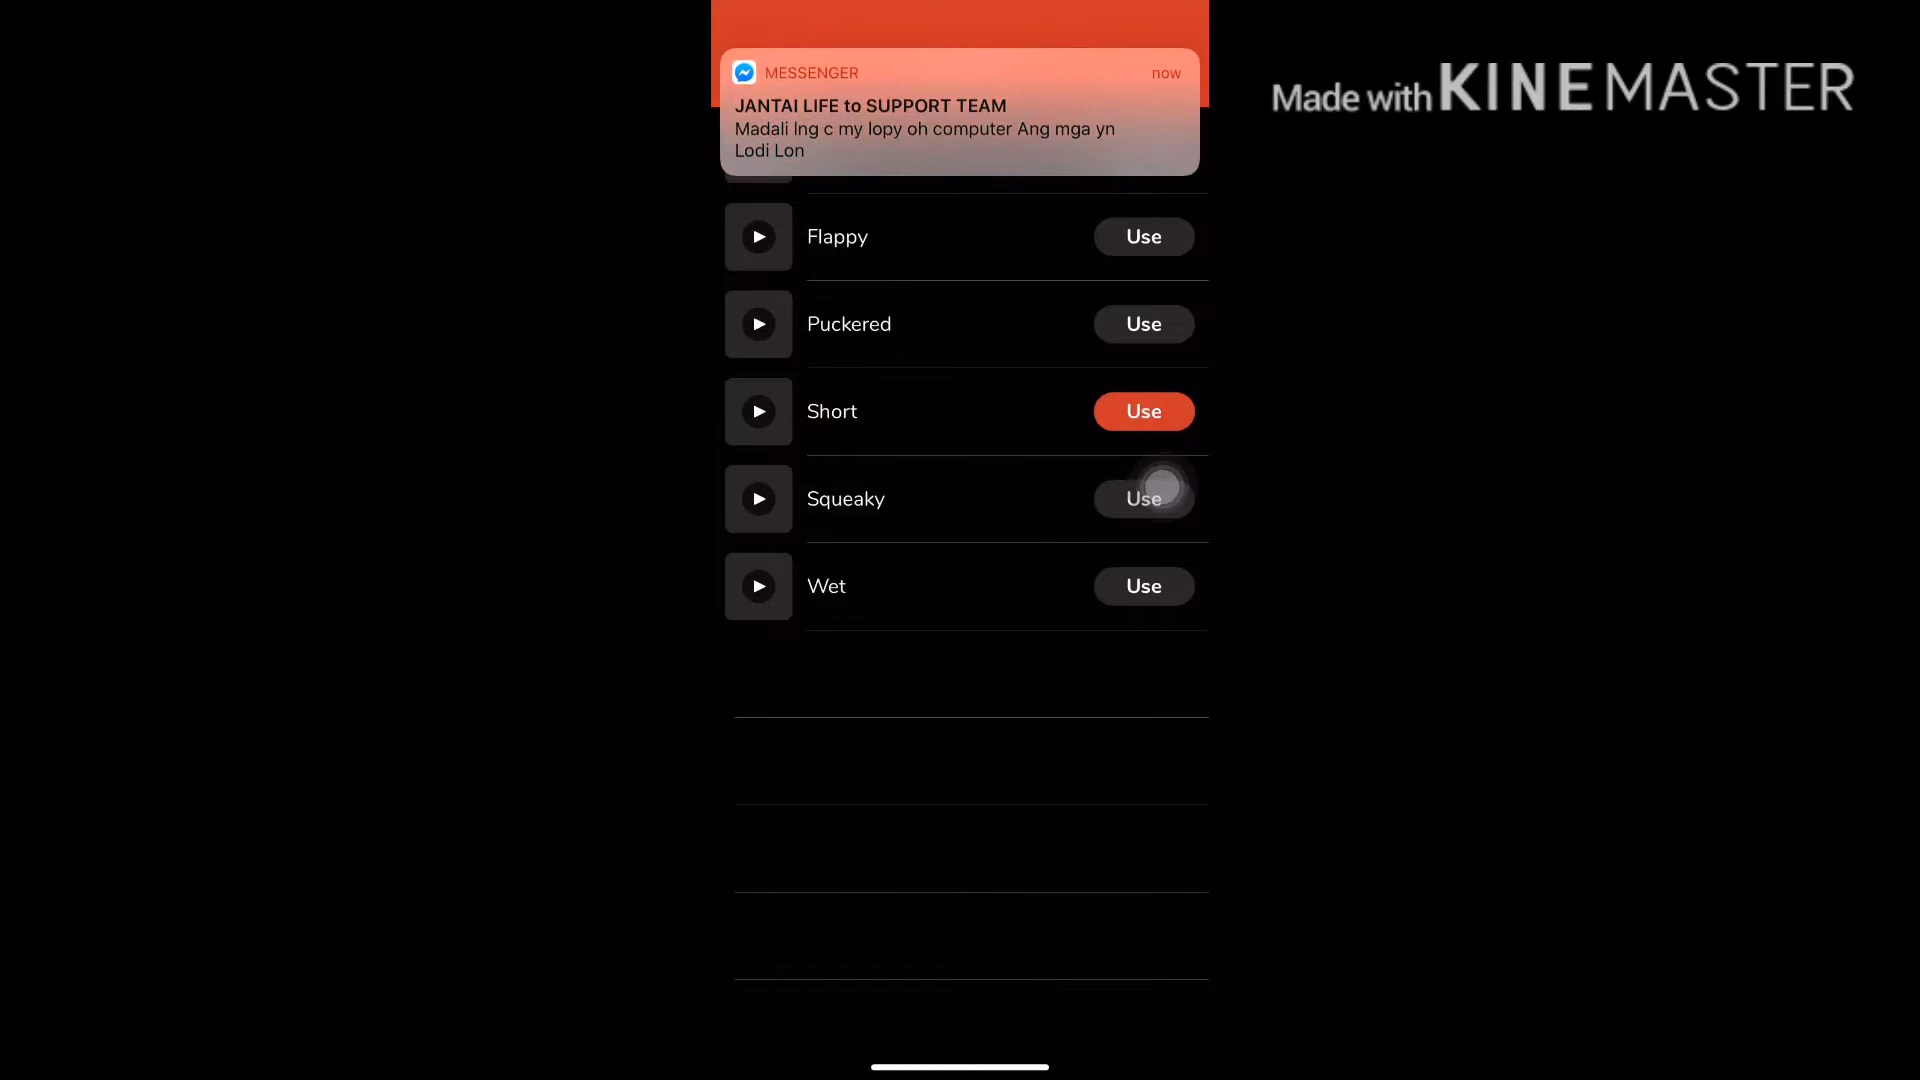 MESSENGER now
JANTAI LIFE to SUPPORT TEAM
Madali lng c my lopy oh computer Ang mga yn
Lodi Lon
Made with KINEMASTER
Flappy Use
Puckered Use
Short Use
Squeaky Use
Wet Use